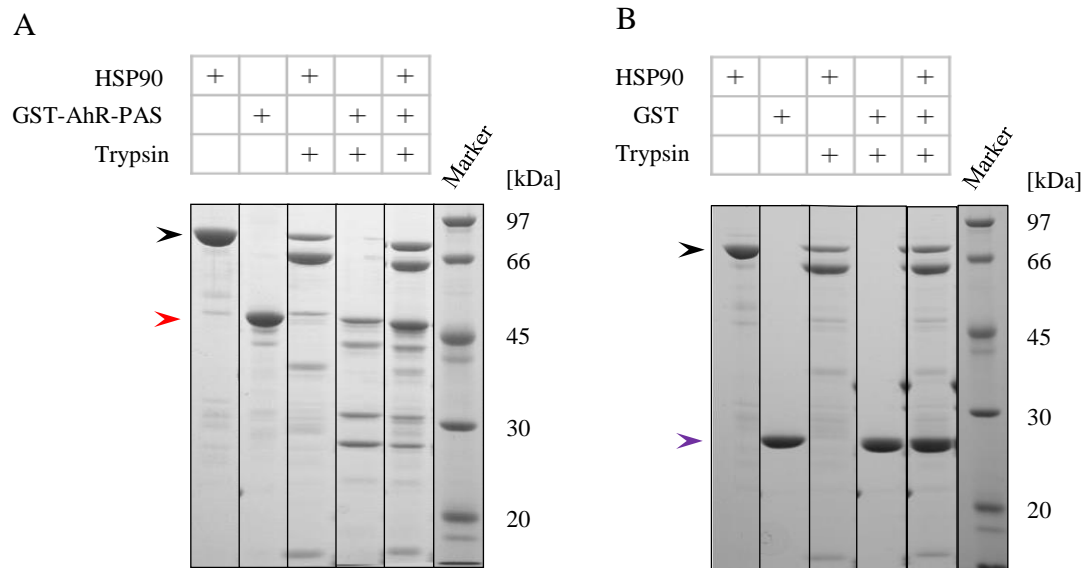 A
HSP90 + + +
GST-AhR-PAS + + +
Trypsin + + +
Marker
[kDa]
97
66
45
30
20
B
HSP90 + + +
GST + + +
Trypsin + + +
Marker
[kDa]
97
66
45
30
20